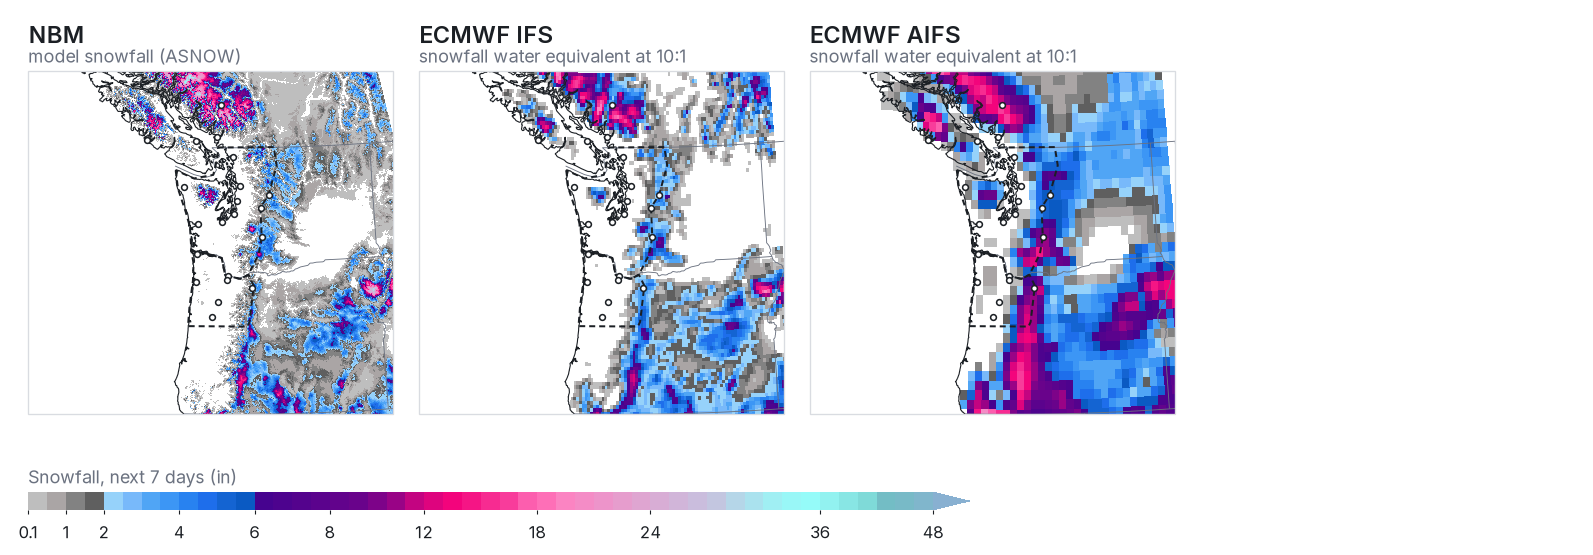 NBM
model snowfall (ASNOW)
ECMWF IFS
snowfall water equivalent at 10:1
ECMWF AIFS
snowfall water equivalent at 10:1
Snowfall, next 7 days (in)
0.1 1 2 4 6 8 12 18 24 36 48